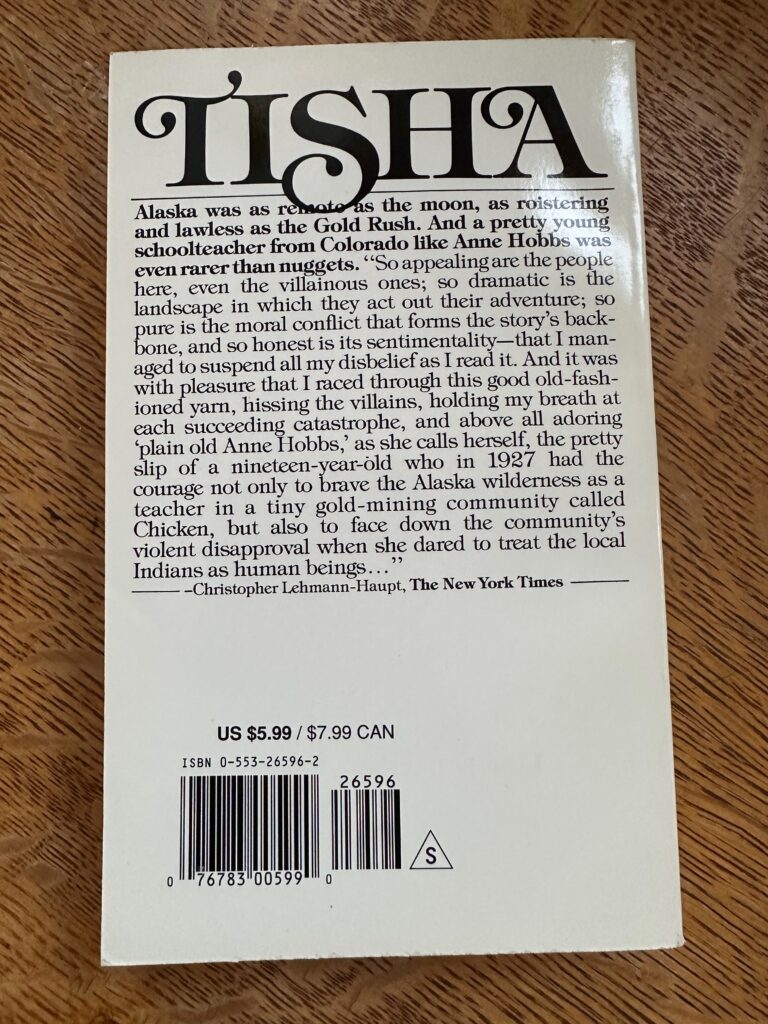 TISHA
Alaska was as remote as the moon, as roistering
and lawless as the Gold Rush. And a pretty young
schoolteacher from Colorado like Anne Hobbs was
even rarer than nuggets. “So appealing are the people
here, even the villainous ones; so dramatic is the
landscape in which they act out their adventure; so
pure is the moral conflict that forms the story’s back-
bone, and so honest is its sentimentality—that I man-
aged to suspend all my disbelief as I read it. And it was
with pleasure that I raced through this good old-fash-
ioned yarn, hissing the villains, holding my breath at
each succeeding catastrophe, and above all adoring
‘plain old Anne Hobbs,’ as she calls herself, the pretty
slip of a nineteen-year-old who in 1927 had the
courage not only to brave the Alaska wilderness as a
teacher in a tiny gold-mining community called
Chicken, but also to face down the community’s
violent disapproval when she dared to treat the local
Indians as human beings...”
–Christopher Lehmann-Haupt, The New York Times
US $5.99 / $7.99 CAN
ISBN 0-553-26596-2
26596
0 76783 00599 0
S